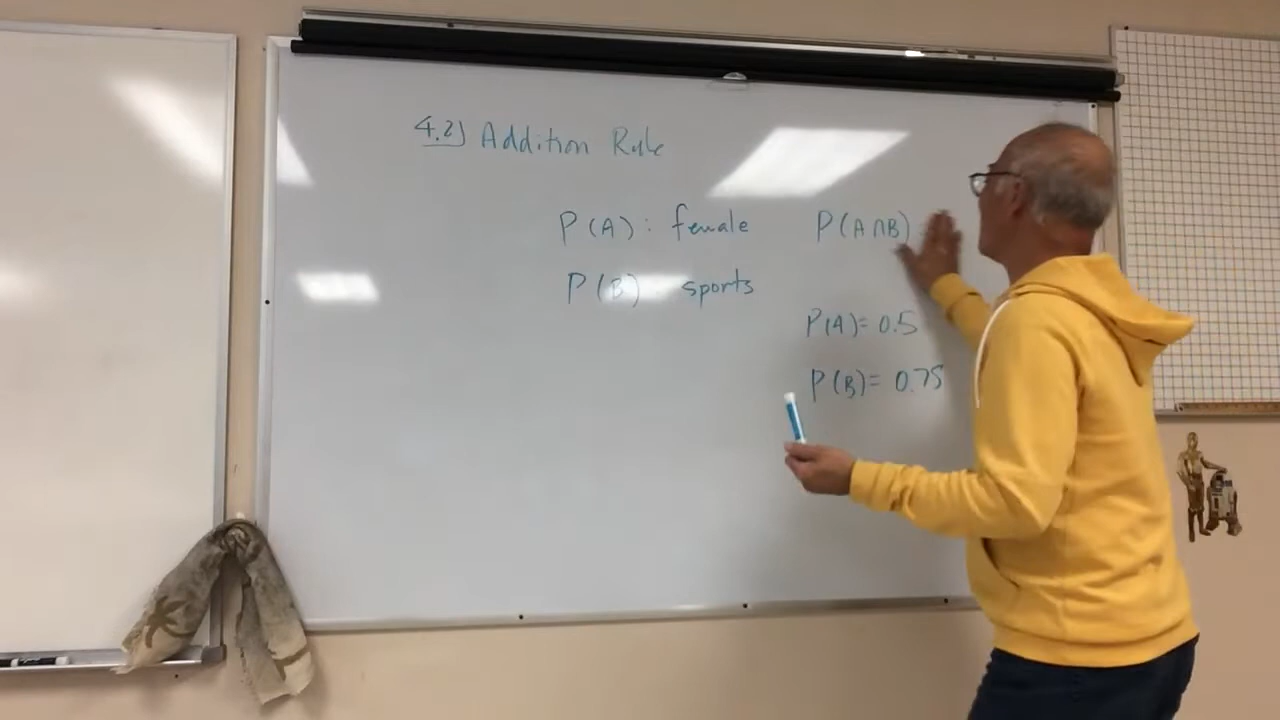 4.2) Addition Rule
P(A): female P(A∩B)
P(B) sports
P(A)= 0.5
P(B)= 0.75